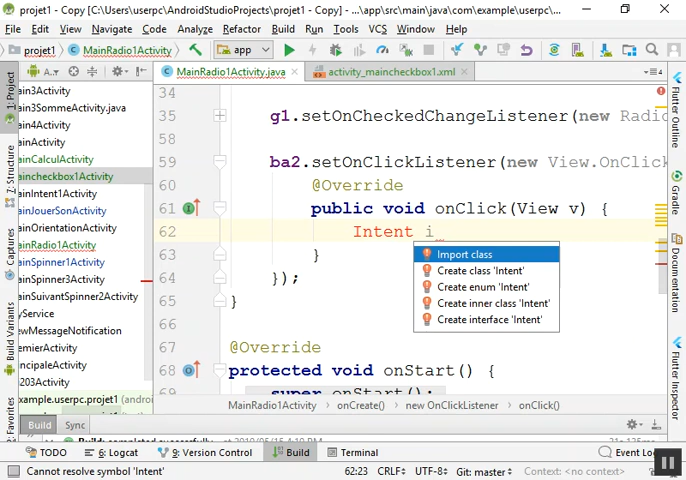 projet1 - Copy [C:\Users\userpc\AndroidStudioProjects\projet1 - Copy] - ...\app\src\main\java\com\example\userpc\projet1\...
File Edit View Navigate Code Analyze Refactor Build Run Tools VCS Window Help
projet1 MainRadio1Activity app
1: Project
Z: Structure
Captures
Build Variants
Favorites
A..
ain3Activity
ain3SommeActivity.java
ain4Activity
ainActivity
ainCalculActivity
aincheckbox1Activity
ainIntent1Activity
ainJouerSonActivity
ainOrientationActivity
ainRadio1Activity
ainSpinner1Activity
ainSpinner3Activity
ainSuivantSpinner2Activity
yService
ewMessageNotification
emierActivity
incipaleActivity
203Activity
xample.userpc.projet1 (androi
MainRadio1Activity.java activity_maincheckbox1.xml
34
35 g1.setOnCheckedChangeListener(new Radio
58
59 ba2.setOnClickListener(new View.OnClick
60 @Override
61 public void onClick(View v) {
62 Intent i
63 }
64 });
65 }
66
67 @Override
68 protected void onStart() {
69 super.onStart();
Import class
Create class 'Intent'
Create enum 'Intent'
Create inner class 'Intent'
Create interface 'Intent'
MainRadio1Activity onCreate() new OnClickListener onClick()
Flutter Outline
Gradle
Documentation
Flutter Inspector
Build Sync
TODO 6: Logcat 9: Version Control Build Terminal Event Log
Cannot resolve symbol 'Intent' 62:23 CRLF UTF-8 Git: master Context: <no context>